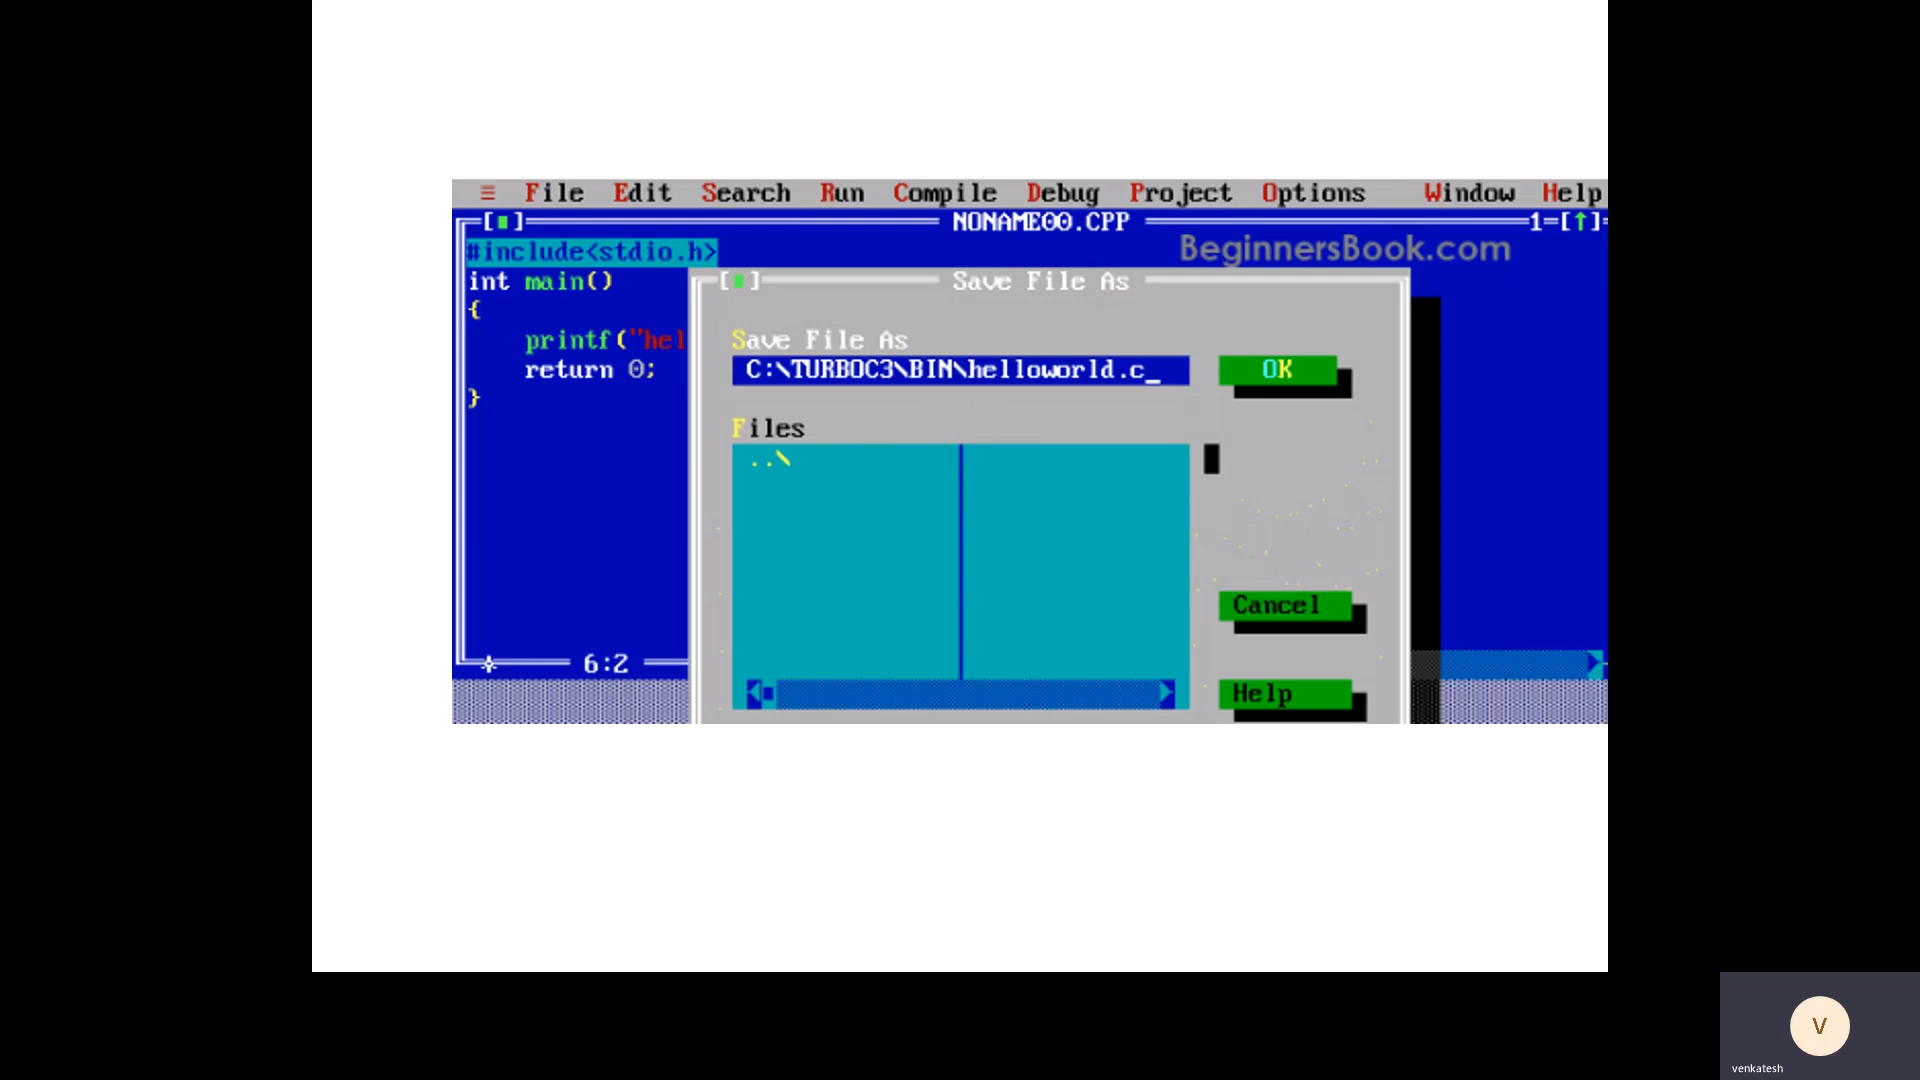 ≡ File Edit Search Run Compile Debug Project Options Window Help
[■] NONAME00.CPP 1=[↑]
BeginnersBook.com
#include<stdio.h>
int main()
{
printf("hel
return 0;
}
6:2
[■] Save File As
Save File As
C:\TURBOC3\BIN\helloworld.c_
OK
Files
..\
Cancel
Help
V
venkatesh